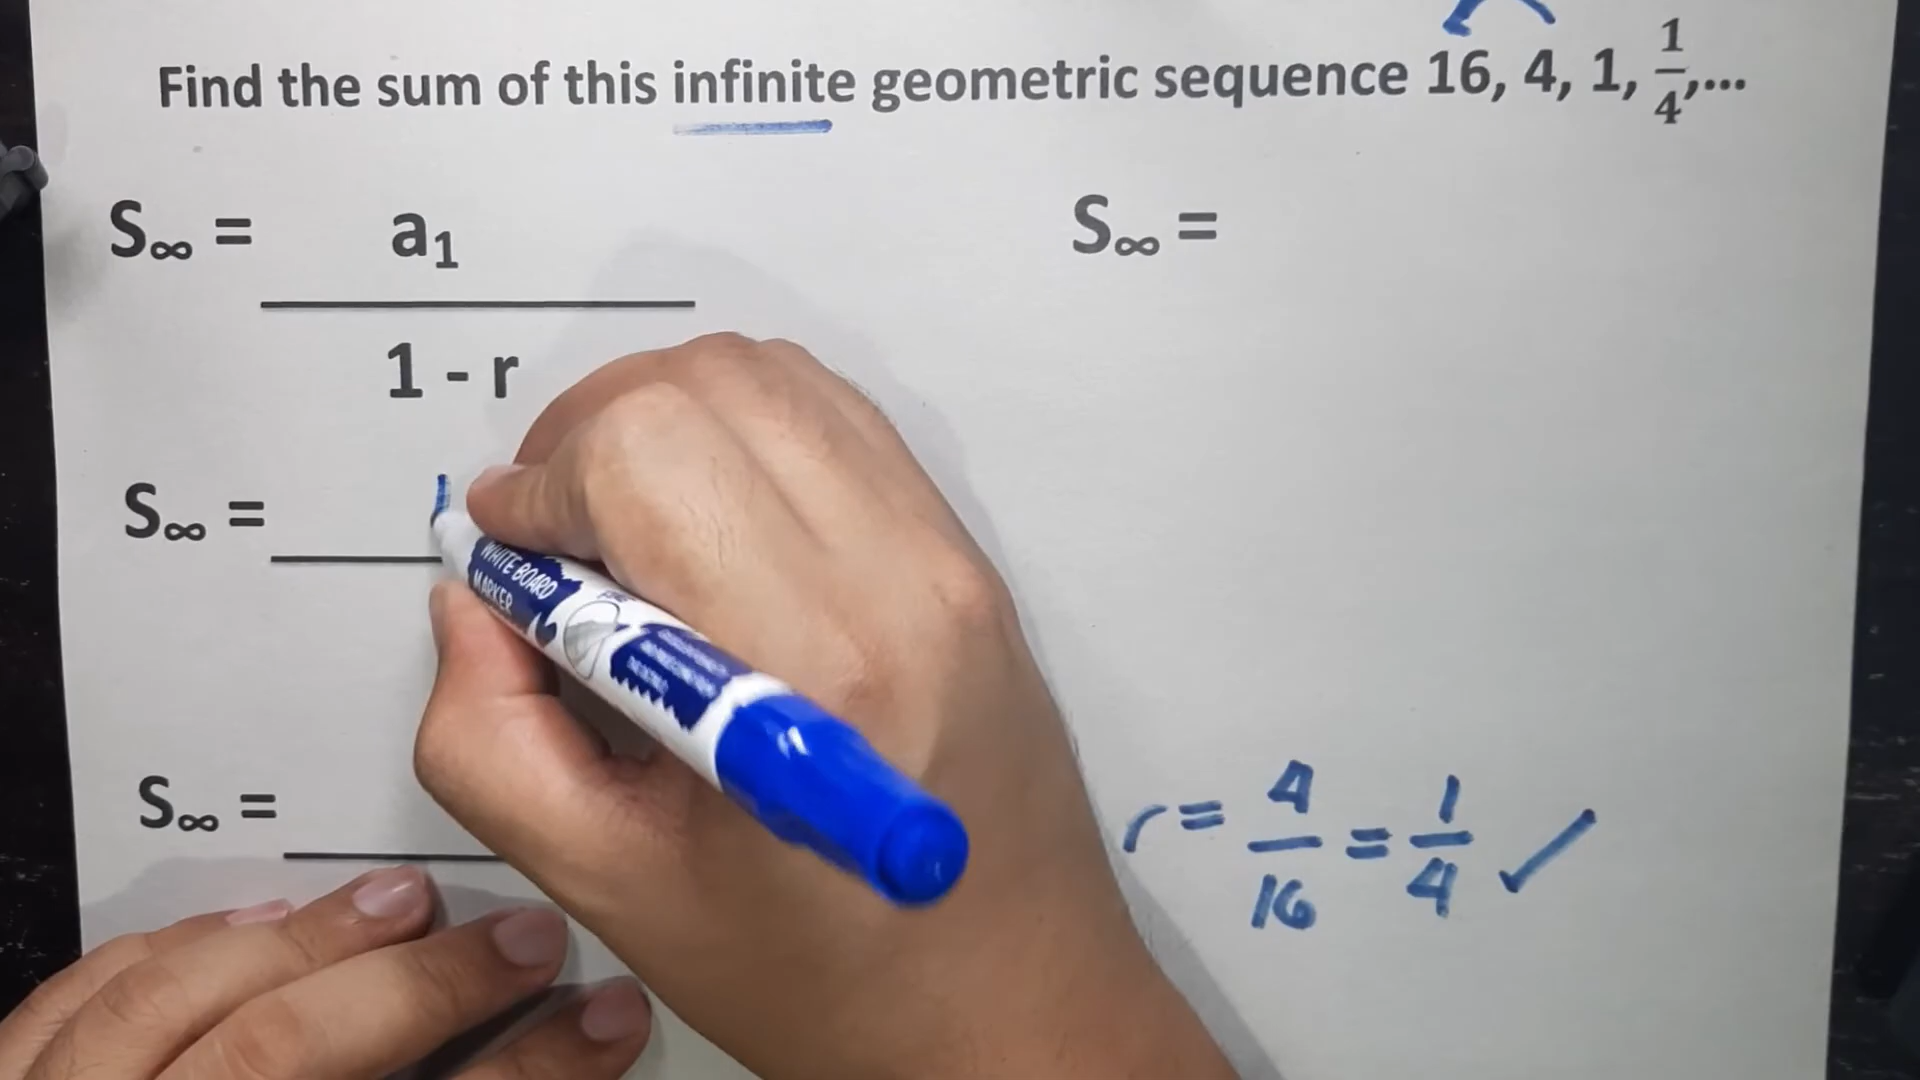 Find the sum of this infinite geometric sequence 16, 4, 1, 1/4,...
S∞ = a₁
1 - r
S∞ =
S∞ =
S∞ =
WHITE BOARD
MARKER
r = 4/16 = 1/4 ✓